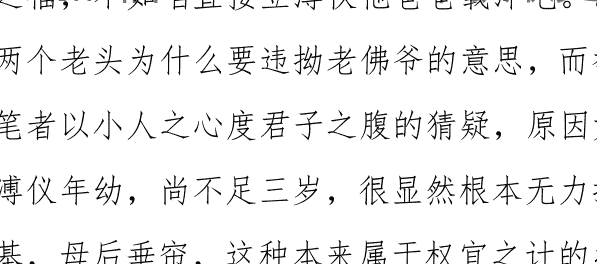 两个老头为什么要违拗老佛爷的意思，而
笔者以小人之心度君子之腹的猜疑，原因
溥仪年幼，尚不足三岁，很显然根本无力
基，母后垂帘，这种本来属于权宜之计的